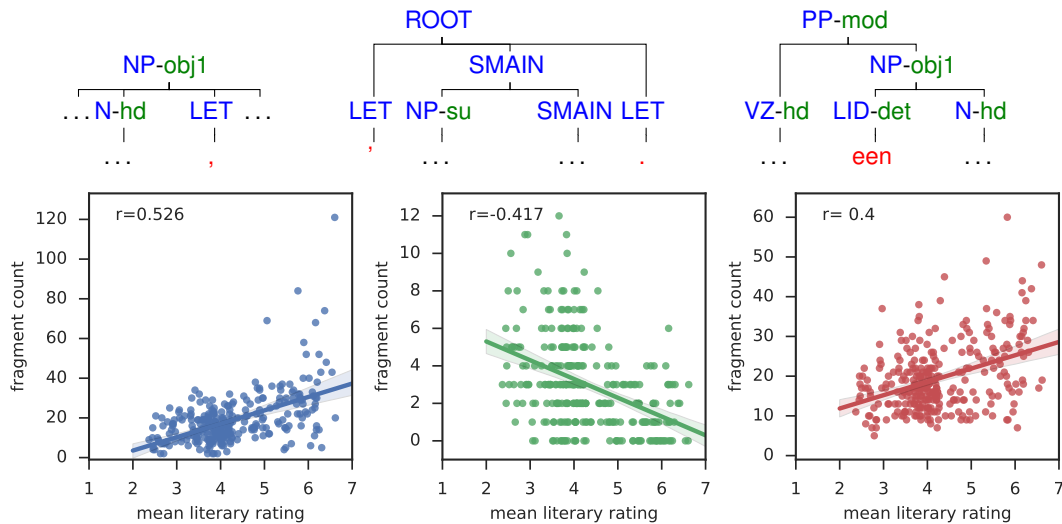 NP-obj1
...N-hd LET ...
... ,
ROOT
SMAIN
LET NP-su SMAIN LET
, ... ... .
PP-mod
NP-obj1
VZ-hd LID-det N-hd
... een ...
r=0.526
fragment count
120
100
80
60
40
20
0
1 2 3 4 5 6 7
mean literary rating
r=-0.417
fragment count
12
10
8
6
4
2
0
1 2 3 4 5 6 7
mean literary rating
r= 0.4
fragment count
60
50
40
30
20
10
0
1 2 3 4 5 6 7
mean literary rating